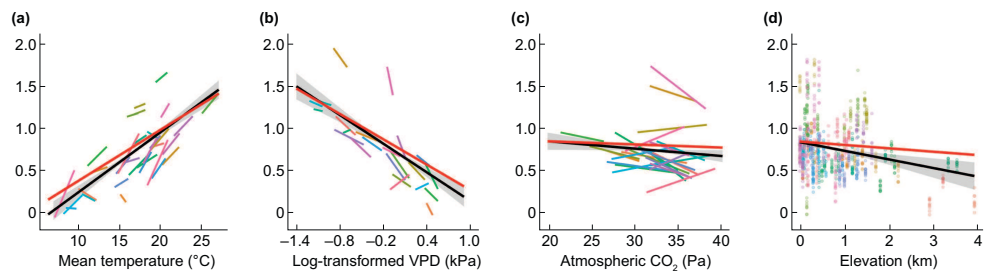 (a) (b) (c) (d)
2.0 2.0 2.0 2.0
1.5 1.5 1.5 1.5
1.0 1.0 1.0 1.0
0.5 0.5 0.5 0.5
0 0 0 0
10 15 20 25 –1.4 –0.8 –0.2 0.4 1.0 20 25 30 35 40 0 1 2 3 4
Mean temperature (°C) Log-transformed VPD (kPa) Atmospheric CO₂ (Pa) Elevation (km)